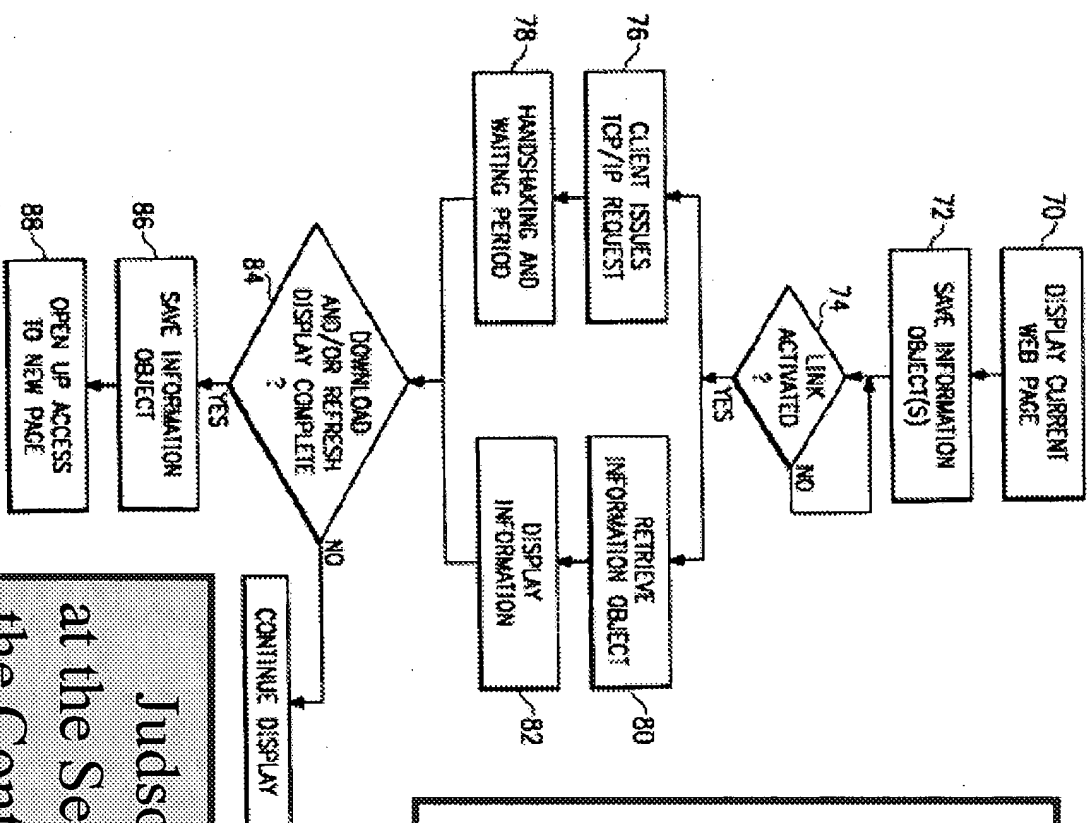 70
DISPLAY CURRENT
WEB PAGE
72
SAVE INFORMATION
OBJECT(S)
74
LINK
ACTIVATED
?
NO
YES
76
CLIENT ISSUES
TCP/IP REQUEST
78
HANDSHAKING AND
WAITING PERIOD
RETRIEVE
INFORMATION OBJECT
80
DISPLAY
INFORMATION
82
DOWNLOAD
AND/OR REFRESH
DISPLAY COMPLETE
?
84
NO
YES
CONTINUE DISPLAY
86
SAVE INFORMATION
OBJECT
88
OPEN UP ACCESS
TO NEW PAGE
at the
the